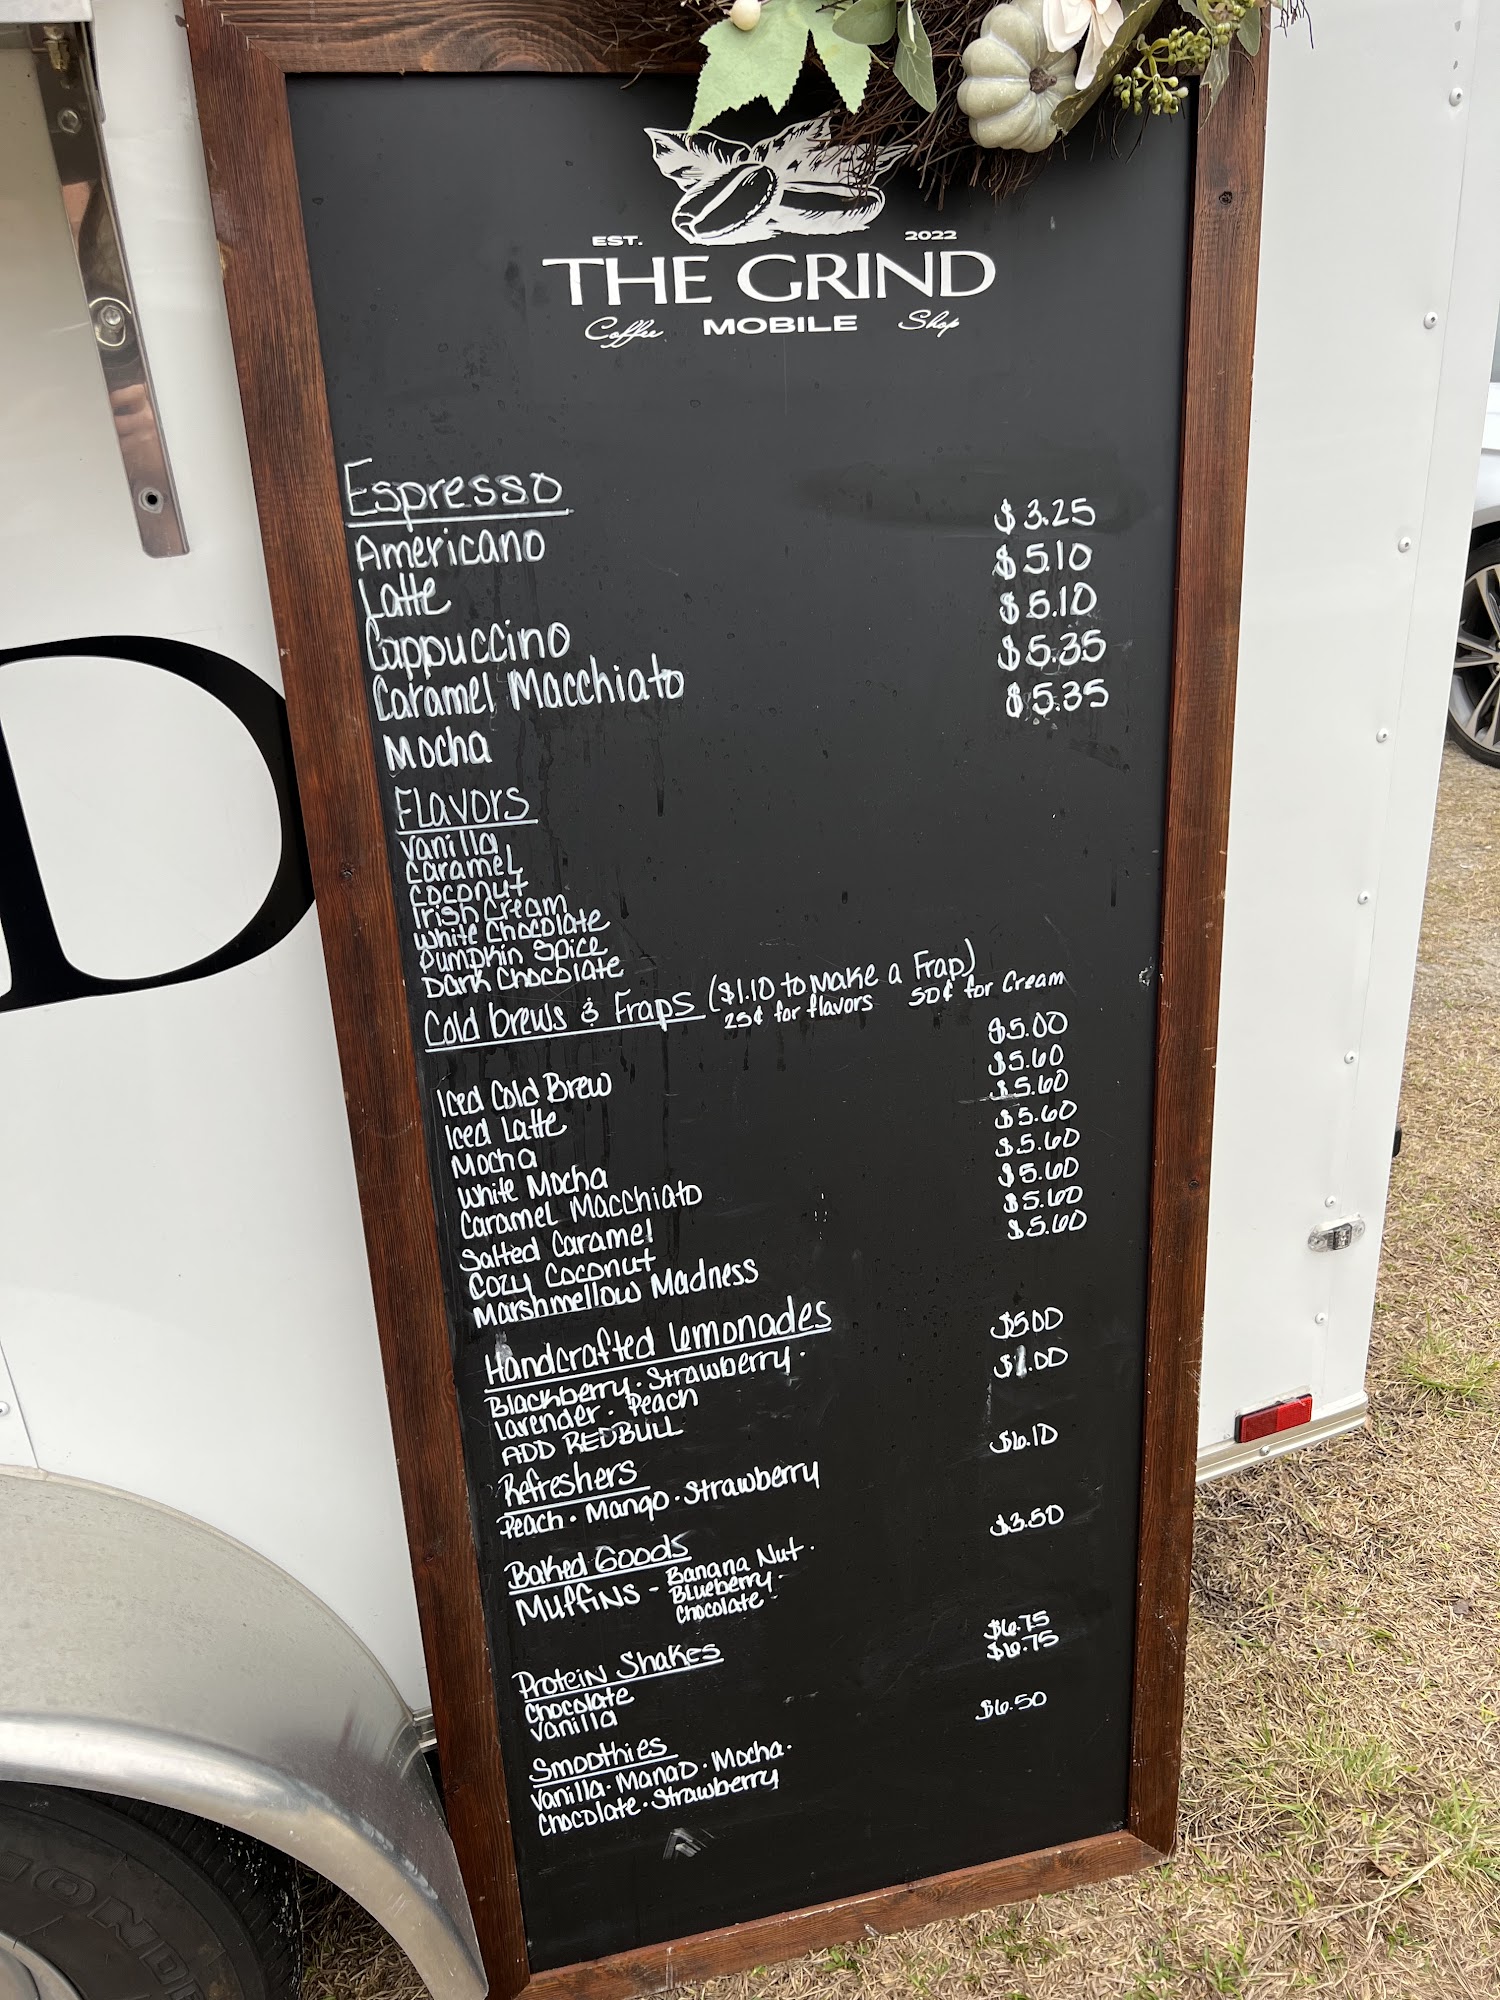 EST. 2022
THE GRIND
Coffee MOBILE Shop
Espresso
Americano $3.25
Latte $5.10
Cappuccino $5.10
Caramel Macchiato $5.35
Mocha $5.35
Flavors
Vanilla
Caramel
Coconut
Irish Cream
White Chocolate
Pumpkin Spice
Dark Chocolate
Cold brews & Fraps ($1.10 to make a Frap)
25¢ for flavors 50¢ for Cream
Iced Cold Brew $5.00
Iced Latte $5.60
Mocha $5.60
White Mocha $5.60
Caramel Macchiato $5.60
Salted Caramel $5.60
Cozy Coconut $5.60
Marshmellow Madness $5.60
Handcrafted Lemonades
Blackberry · Strawberry · $5.00
Lavender · Peach
ADD REDBULL $1.00
Refreshers
Peach · Mango · Strawberry $6.10
Baked Goods
Muffins - Banana Nut · $3.50
Blueberry ·
Chocolate ·
Protein Shakes
Chocolate $6.75
Vanilla $6.75
Smoothies
Vanilla · Mango · Mocha · $6.50
Chocolate · Strawberry
D